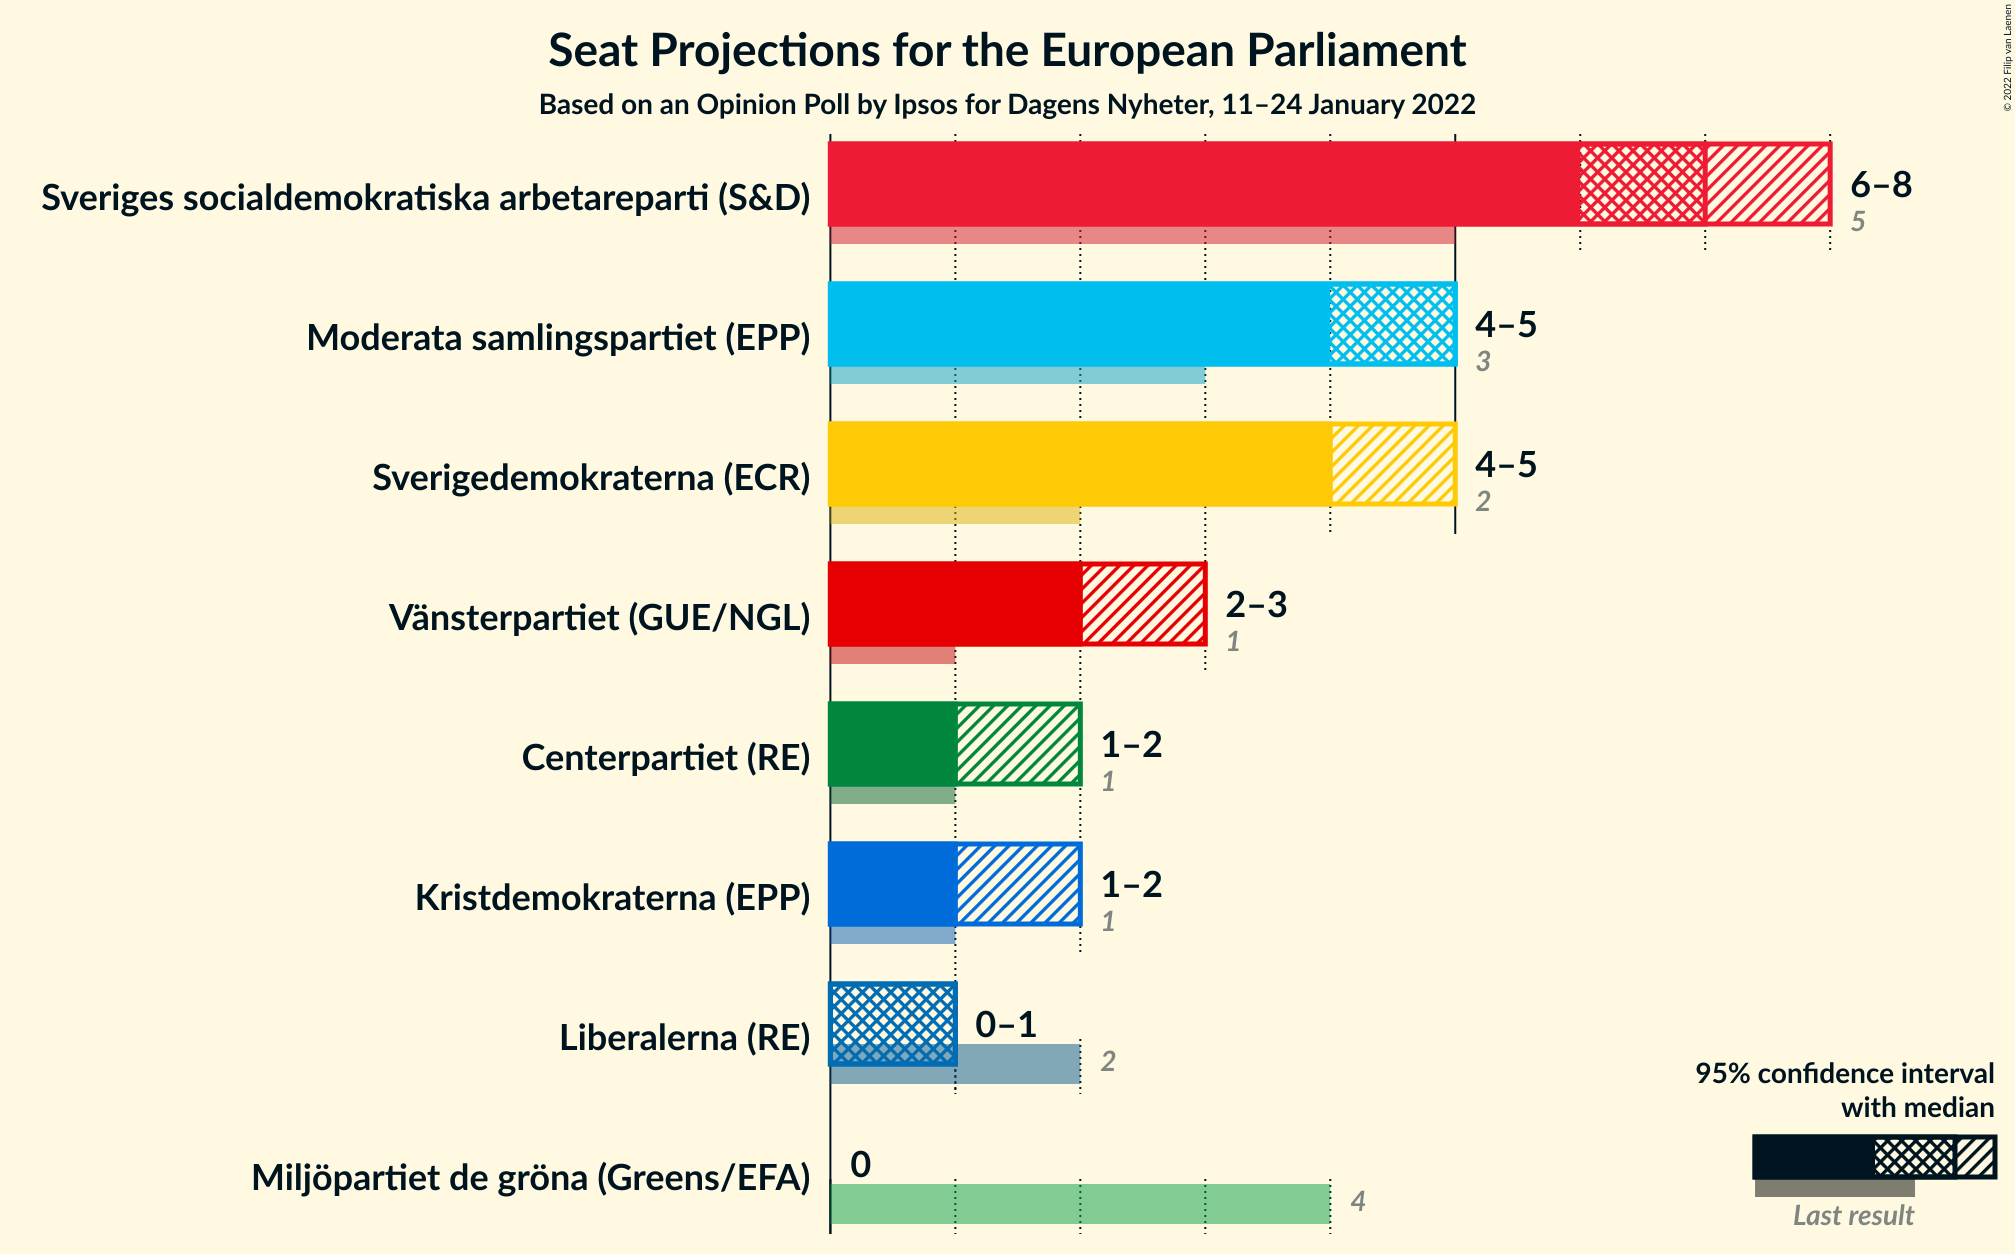 Seat Projections for the European Parliament
Based on an Opinion Poll by Ipsos for Dagens Nyheter, 11–24 January 2022
© 2022 Filip van Laenen
Sveriges socialdemokratiska arbetareparti (S&D)
6–8
5
Moderata samlingspartiet (EPP)
4–5
3
Sverigedemokraterna (ECR)
4–5
2
Vänsterpartiet (GUE/NGL)
2–3
1
Centerpartiet (RE)
1–2
1
Kristdemokraterna (EPP)
1–2
1
Liberalerna (RE)
0–1
2
Miljöpartiet de gröna (Greens/EFA)
0
4
95% confidence interval
with median
Last result